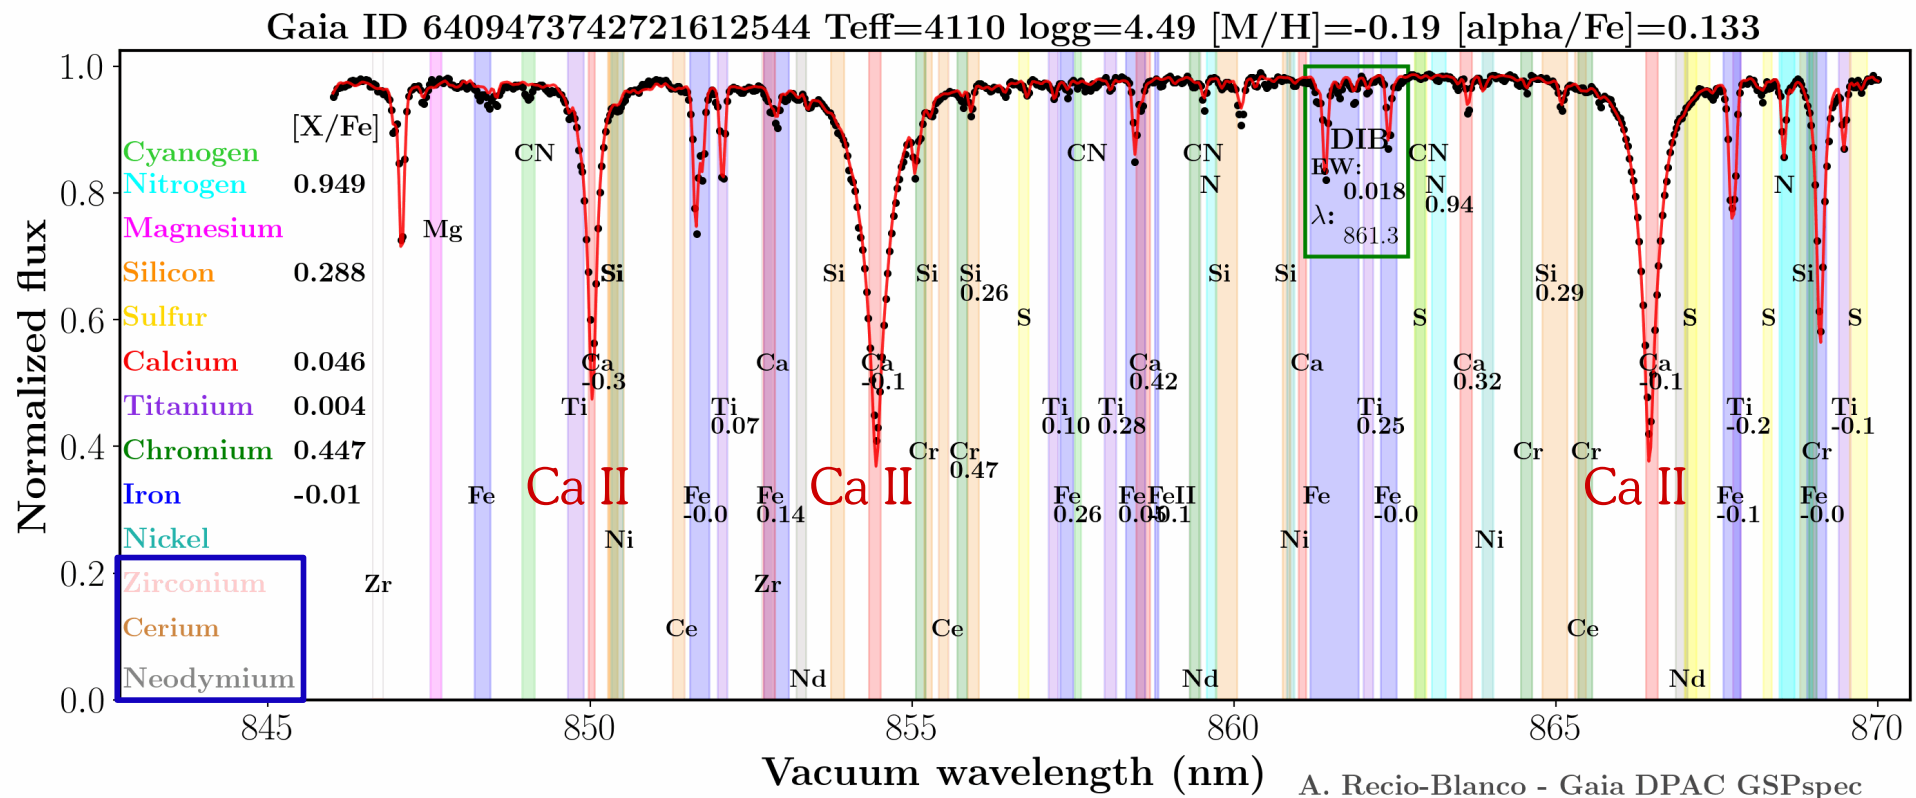 Gaia ID 6409473742721612544 Teff=4110 logg=4.49 [M/H]=-0.19 [alpha/Fe]=0.133
Normalized flux
1.0
0.8
0.6
0.4
0.2
0.0
[X/Fe]
Cyanogen
Nitrogen 0.949
Magnesium
Silicon 0.288
Sulfur
Calcium 0.046
Titanium 0.004
Chromium 0.447
Iron -0.01
Nickel
Zirconium
Cerium
Neodymium
CN CN CN CN
N N N
0.94
DIB
EW:
0.018
λ:
861.3
Mg
Si Si Si Si Si Si Si Si
0.26 0.29
S S S S S
Ca Ca Ca Ca Ca Ca Ca
-0.3 -0.1 0.42 0.32 -0.1
Ti Ti Ti Ti Ti Ti Ti
0.07 0.10 0.28 0.25 -0.2 -0.1
Cr Cr Cr Cr Cr
0.47
Ca II Ca II Ca II
Fe Fe Fe Fe Fe FeII Fe Fe Fe Fe
-0.0 0.14 0.26 0.05 -0.1 -0.0 -0.1 -0.0
Ni Ni Ni
Zr Zr
Ce Ce Ce
Nd Nd Nd
845 850 855 860 865 870
Vacuum wavelength (nm)
A. Recio-Blanco - Gaia DPAC GSPspec